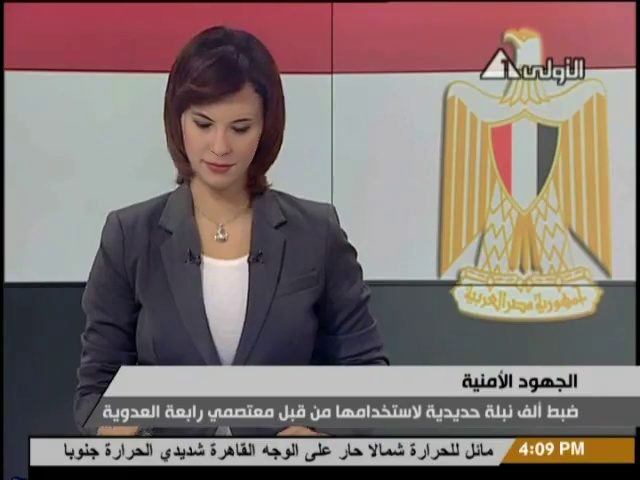 الأولى
جمهورية مصر العربية
الجهود الأمنية
ضبط ألف نبلة حديدية لاستخدامها من قبل معتصمي رابعة العدوية
مائل للحرارة شمالا حار على الوجه القاهرة شديدي الحرارة جنوبا
4:09 PM